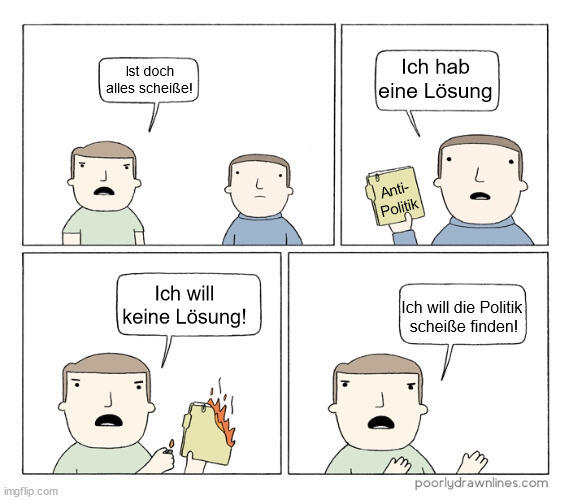 Ist doch
alles scheiße!
Ich hab
eine Lösung
Anti-
Politik
Ich will
keine Lösung!
Ich will die Politik
scheiße finden!
imgflip.com
poorlydrawnlines.com